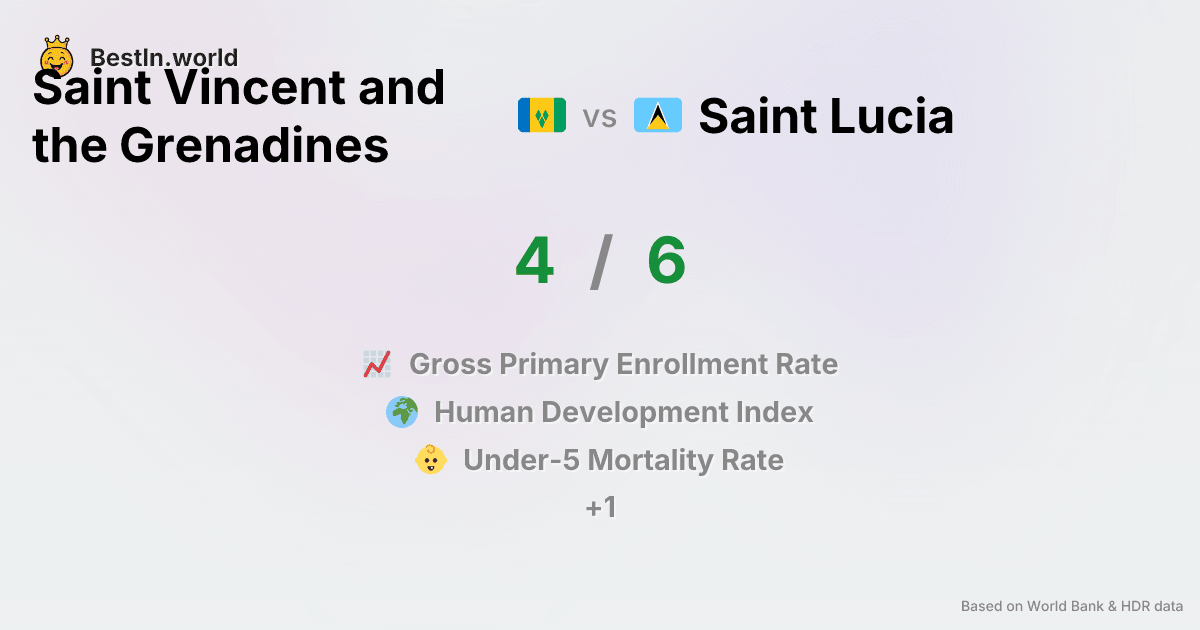 BestIn.world
Saint Vincent and
the Grenadines
vs
Saint Lucia
4 / 6
Gross Primary Enrollment Rate
Human Development Index
Under-5 Mortality Rate
+1
Based on World Bank & HDR data